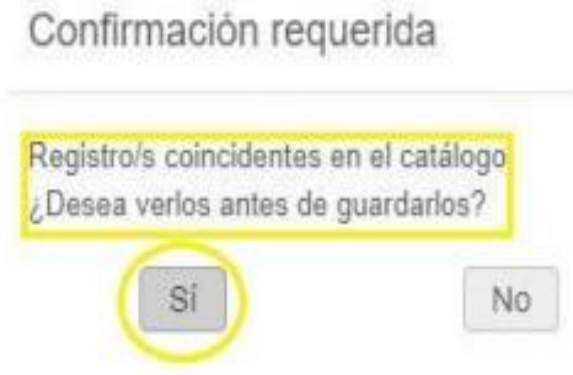 Confirmación requerida
Registro/s coincidentes en el catálogo
¿Desea verlos antes de guardarlos?
Sí
No